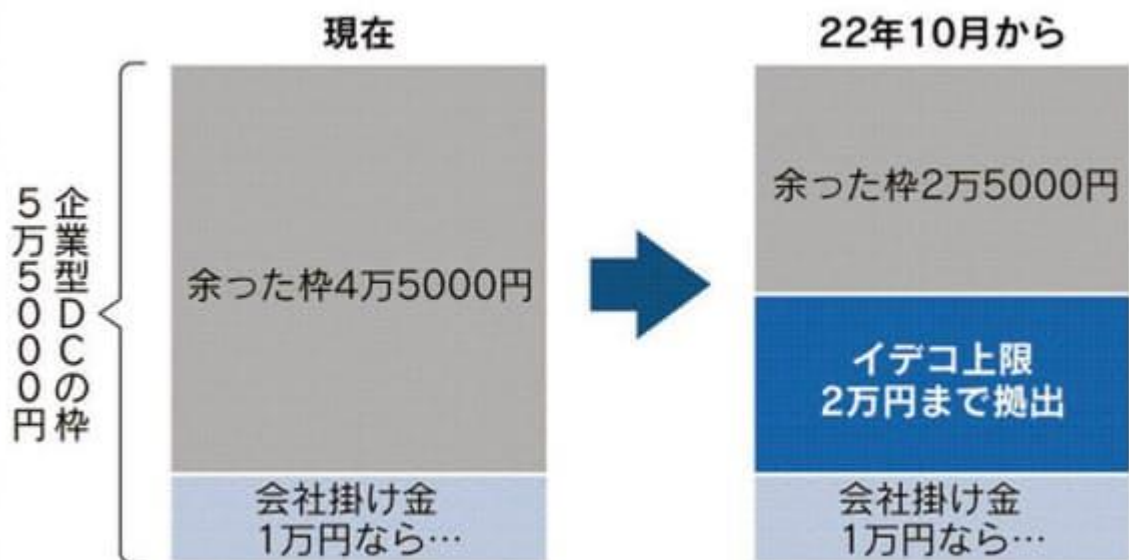 現在
22年10月から
企業型DCの枠
5万5000円
余った枠4万5000円
会社掛け金
1万円なら…
余った枠2万5000円
イデコ上限
2万円まで拠出
会社掛け金
1万円なら…